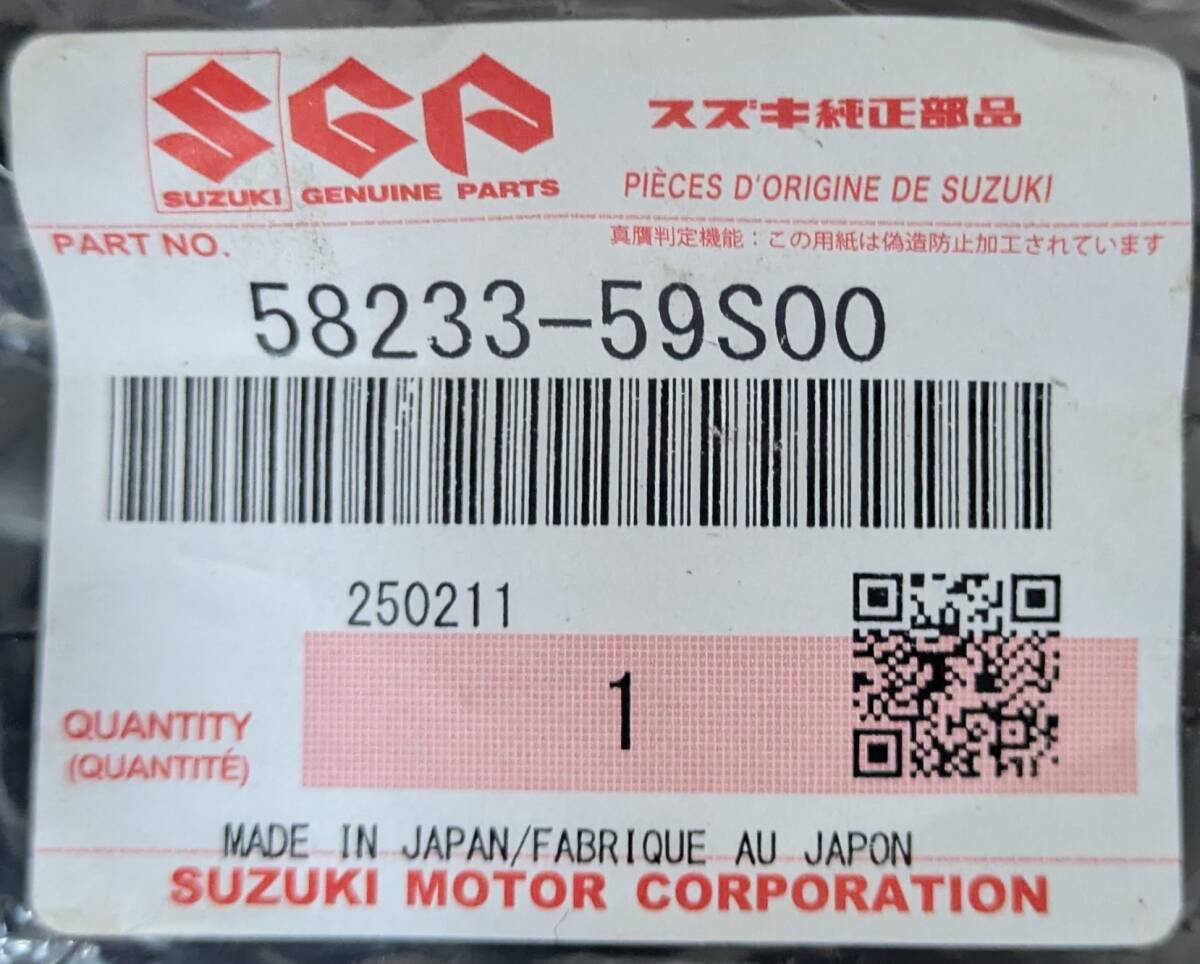 SGP
スズキ純正部品
SUZUKI GENUINE PARTS
PIÈCES D'ORIGINE DE SUZUKI
PART NO.
真贋判定機能：この用紙は偽造防止加工されています
58233-59S00
250211
1
QUANTITY
(QUANTITÉ)
MADE IN JAPAN/FABRIQUE AU JAPON
SUZUKI MOTOR CORPORATION